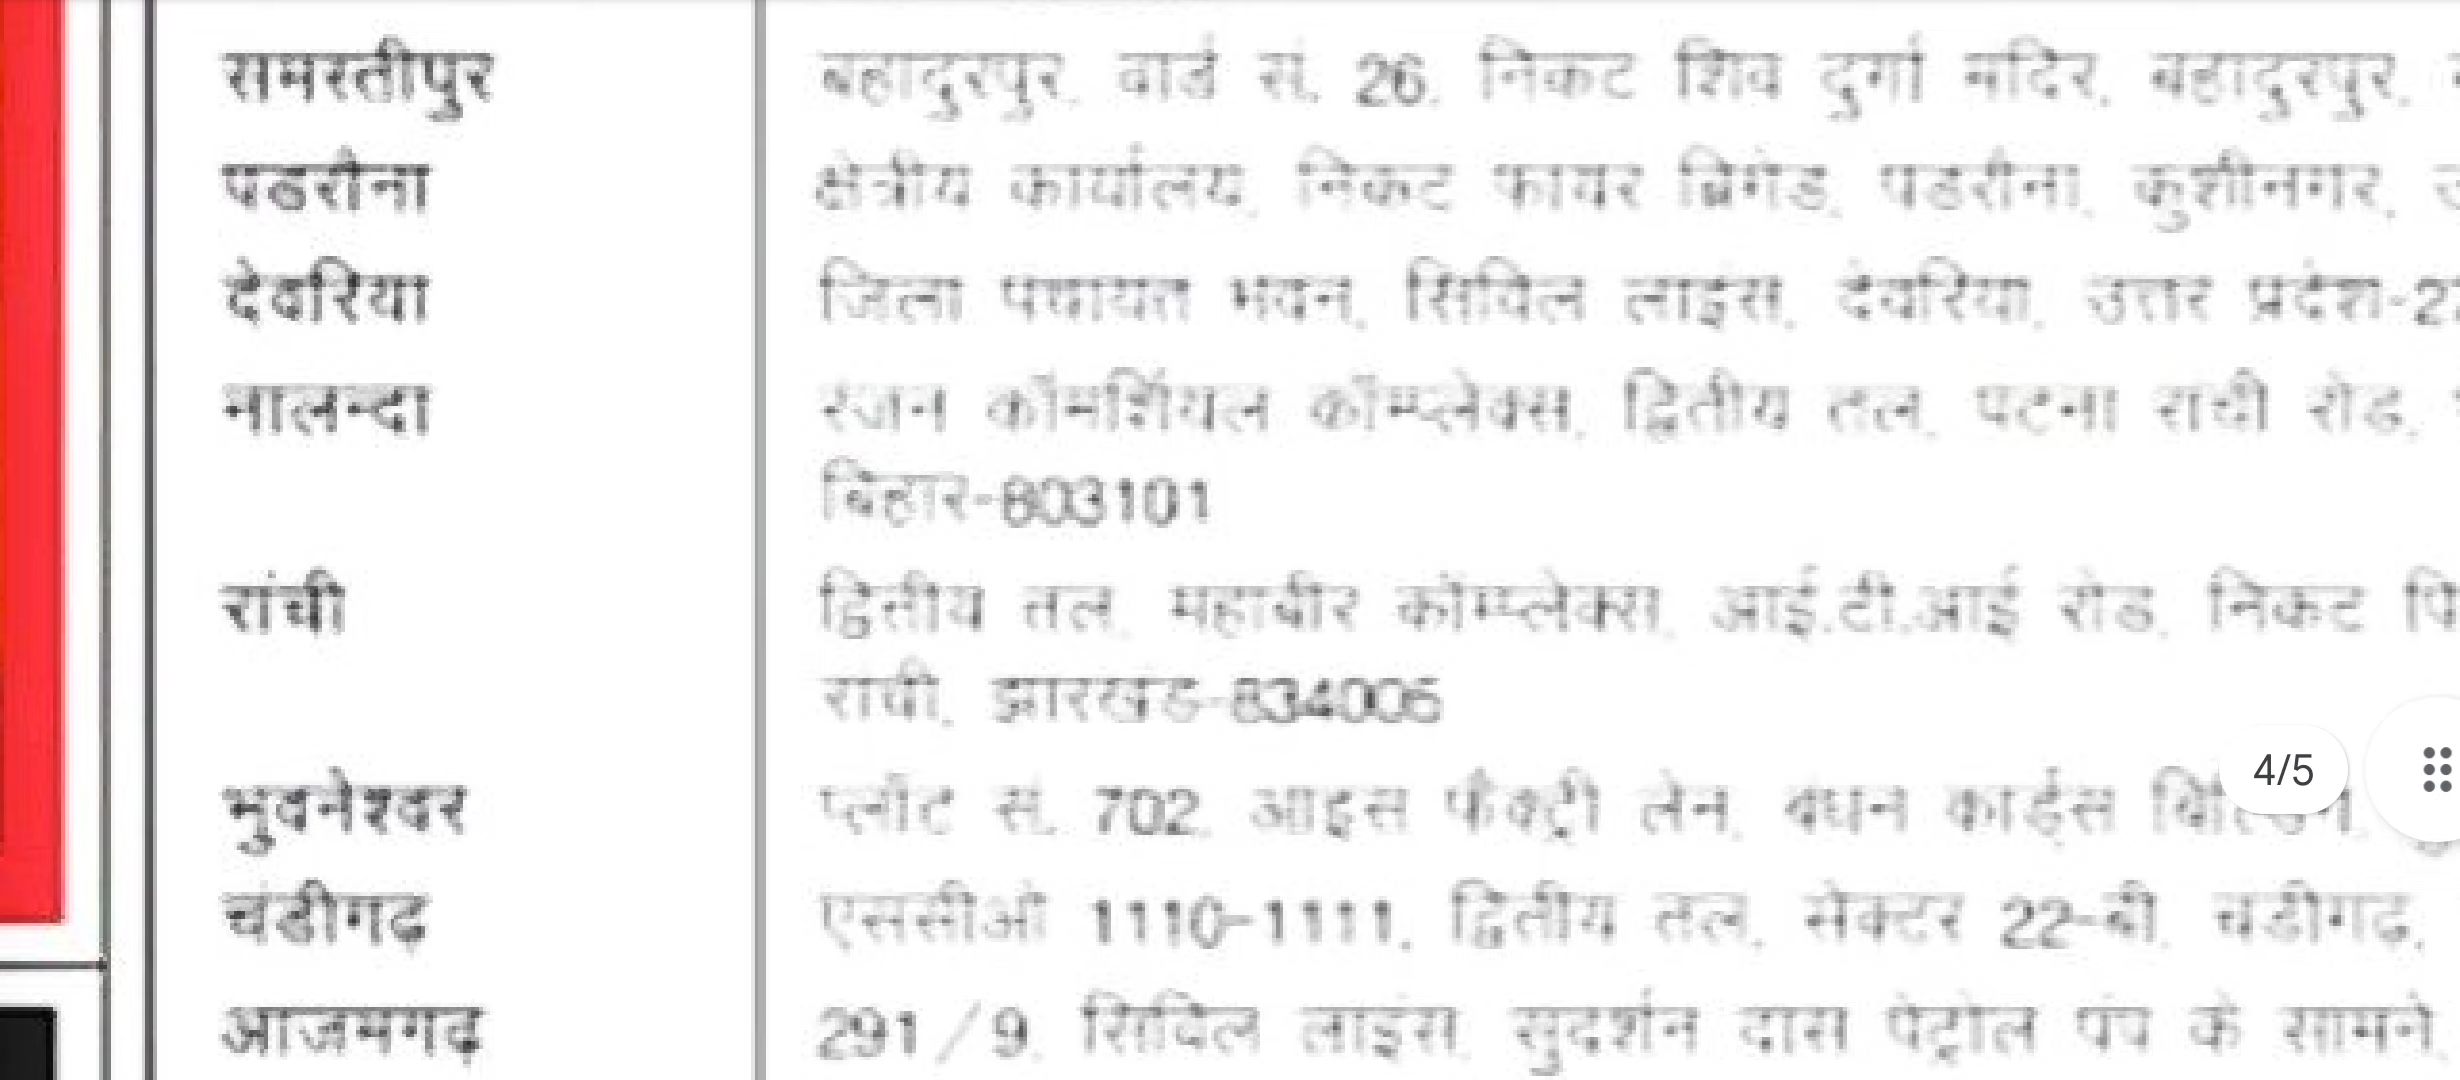 समस्तीपुर बहादुरपुर, वार्ड सं. 26, निकट शिव दुर्गा मंदिर, बहादुरपुर,
पडरौना क्षेत्रीय कार्यालय, निकट फायर ब्रिगेड, पडरौना, कुशीनगर,
देवरिया जिला पंचायत भवन, सिविल लाइंस, देवरिया, उत्तर प्रदेश-
नालन्दा रंजन कॉमर्शियल कॉम्प्लेक्स, द्वितीय तल, पटना रांची रोड,
बिहार-803101
रांची द्वितीय तल, महावीर कॉम्प्लेक्स, आई.टी.आई रोड, निकट
रांची, झारखंड-834005
4/5
भुवनेश्वर प्लॉट सं. 702, आइस फैक्ट्री लेन, बंधन कार्ड्स बिल्डिंग,
चंडीगढ़ एससीओ 1110-1111, द्वितीय तल, सेक्टर 22-बी, चंडीगढ़,
आजमगढ़ 291/9, सिविल लाइंस, सुदर्शन दास पेट्रोल पंप के सामने,